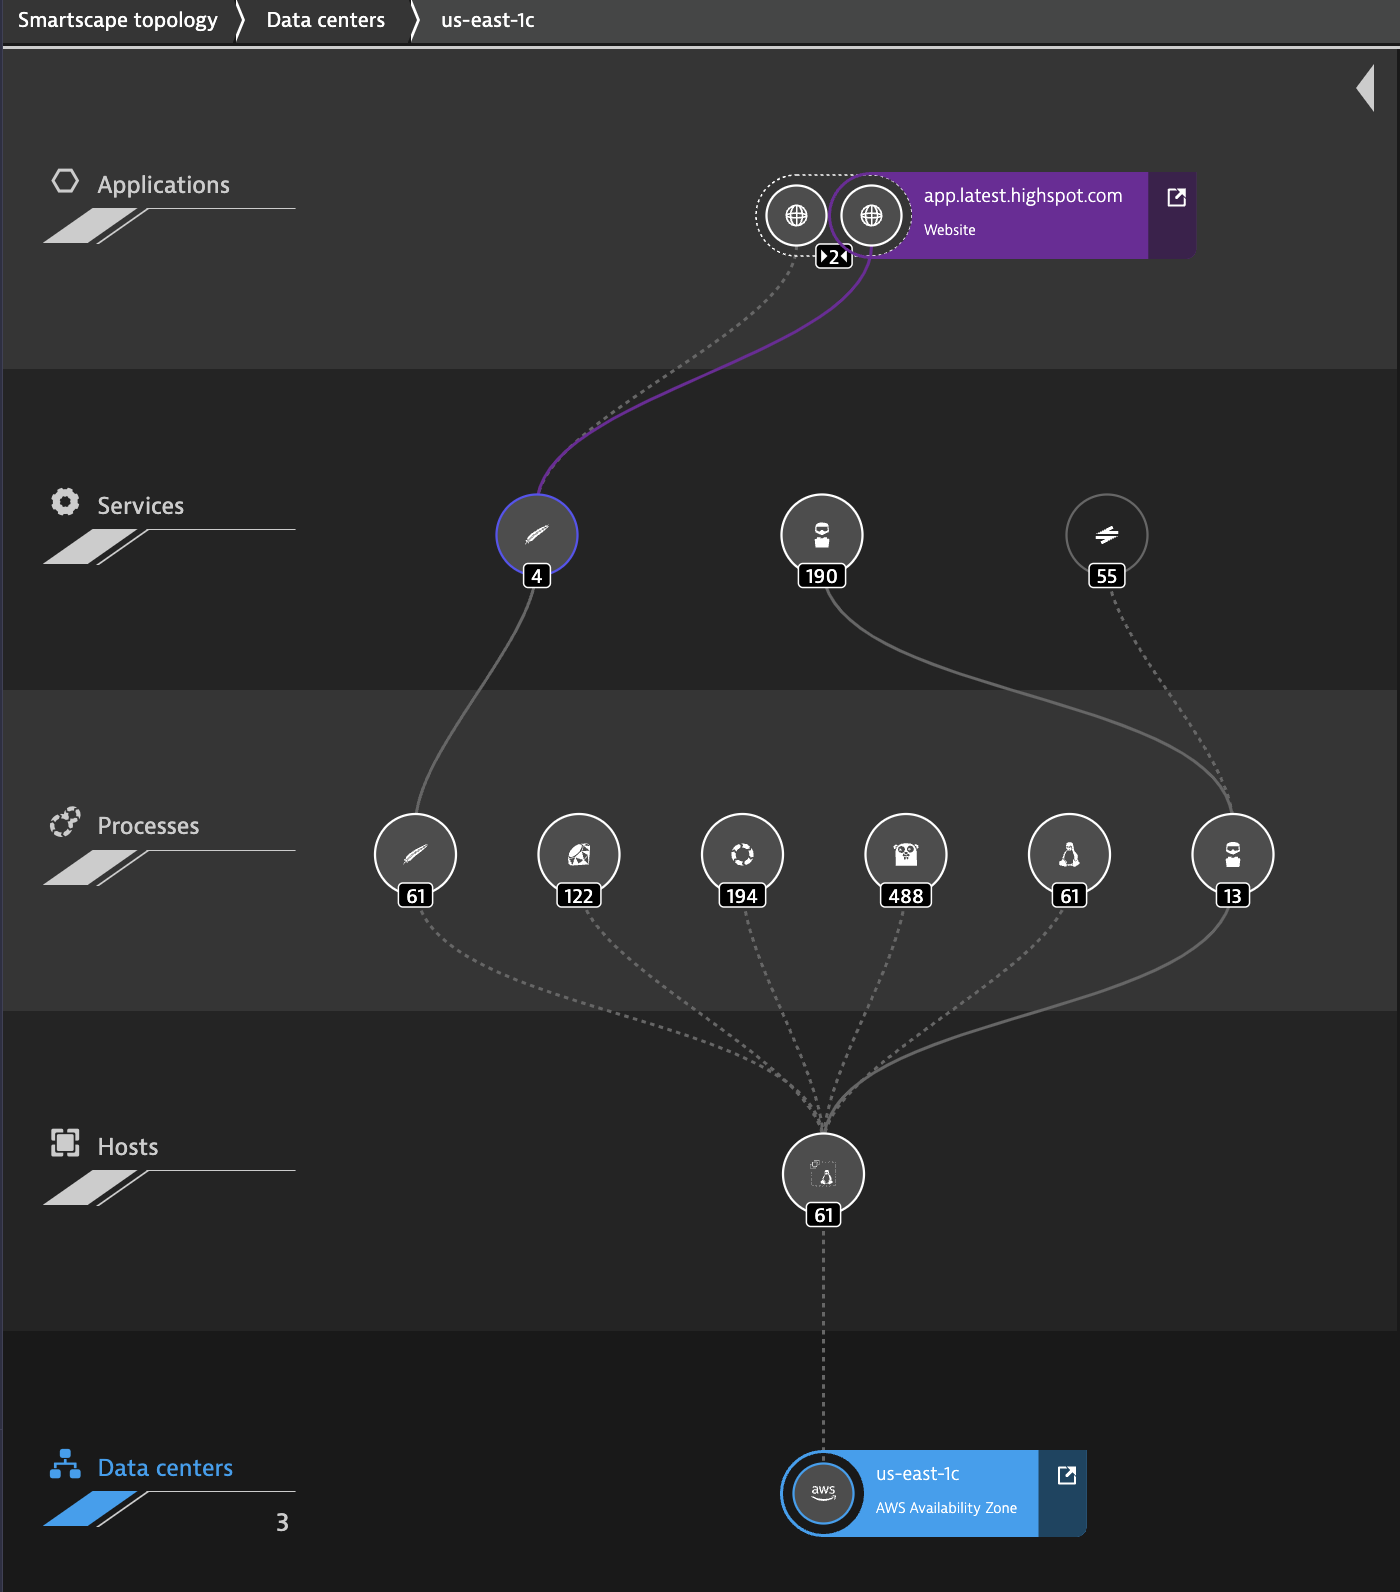 Smartscape topology
Data centers
us-east-1c
Applications
app.latest.highspot.com
Website
2
Services
4
190
55
Processes
61
122
194
488
61
13
Hosts
61
Data centers
3
aws
us-east-1c
AWS Availability Zone